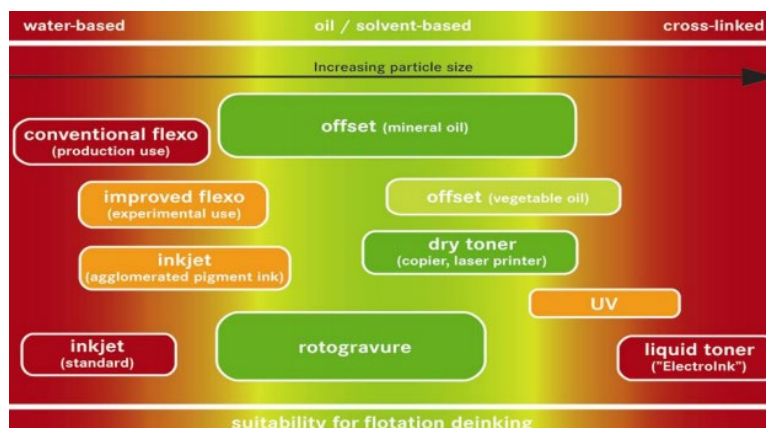 water-based oil / solvent-based cross-linked
Increasing particle size
conventional flexo
(production use)
offset (mineral oil)
improved flexo
(experimental use)
offset (vegetable oil)
inkjet
(agglomerated pigment ink)
dry toner
(copier, laser printer)
UV
inkjet
(standard)
rotogravure
liquid toner
("ElectroInk")
suitability for flotation deinking